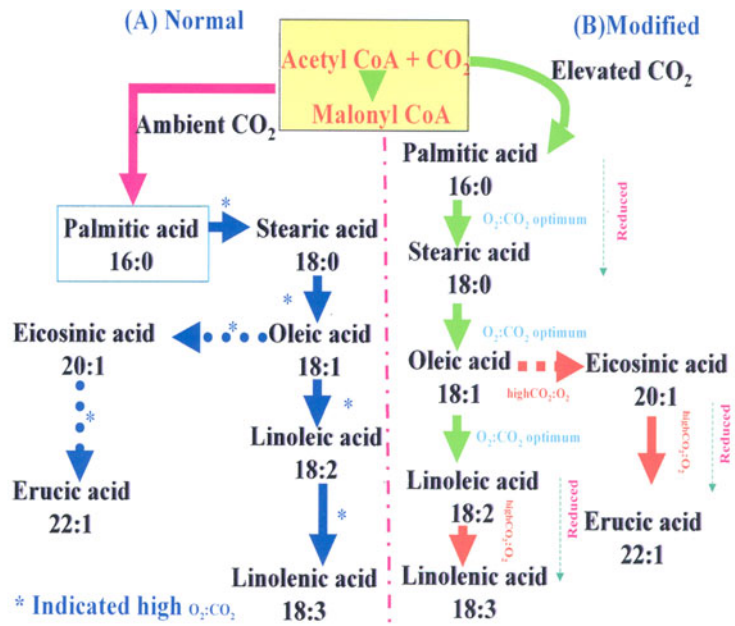 (A) Normal
(B)Modified
Acetyl CoA + CO₂
Malonyl CoA
Ambient CO₂
Elevated CO₂
Palmitic acid
16:0
*
Stearic acid
18:0
*
Eicosinic acid
20:1
*
Oleic acid
18:1
*
*
Linoleic acid
18:2
Erucic acid
22:1
*
Linolenic acid
18:3
* Indicated high O₂:CO₂
Palmitic acid
16:0
Reduced
O₂:CO₂ optimum
Stearic acid
18:0
O₂:CO₂ optimum
Oleic acid
18:1
highCO₂:O₂
Eicosinic acid
20:1
O₂:CO₂ optimum
highCO₂:O₂
Reduced
Linoleic acid
18:2
highCO₂:O₂
Reduced
Erucic acid
22:1
Linolenic acid
18:3